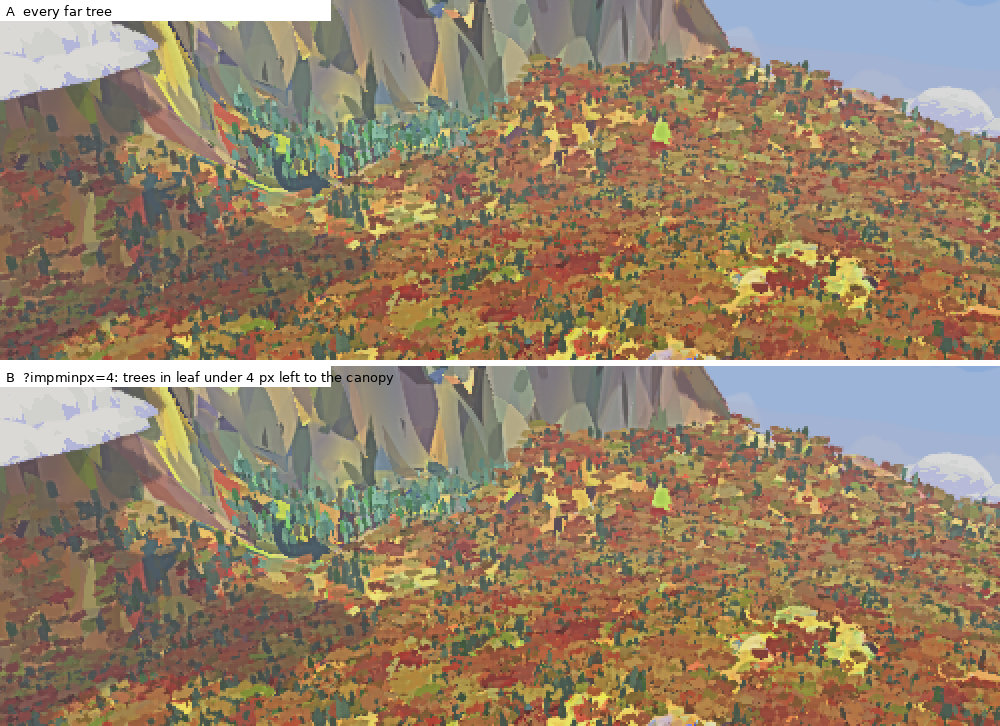 A every far tree
B ?impminpx=4: trees in leaf under 4 px left to the canopy